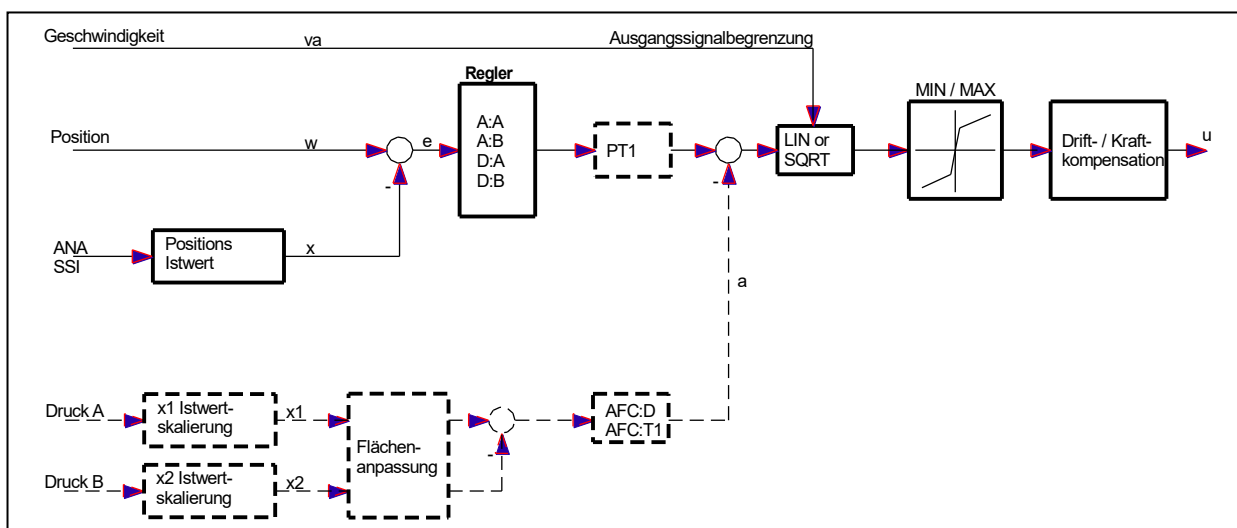 Geschwindigkeit
va
Ausgangssignalbegrenzung
Regler
MIN / MAX
Position
w
e
A:A
A:B
D:A
D:B
PT1
LIN or
SQRT
Drift- / Kraft-
kompensation
u
-
-
ANA
SSI
Positions
Istwert
x
a
Druck A
x1 Istwert-
skalierung
x1
Flächen-
anpassung
AFC:D
AFC:T1
-
Druck B
x2 Istwert-
skalierung
x2